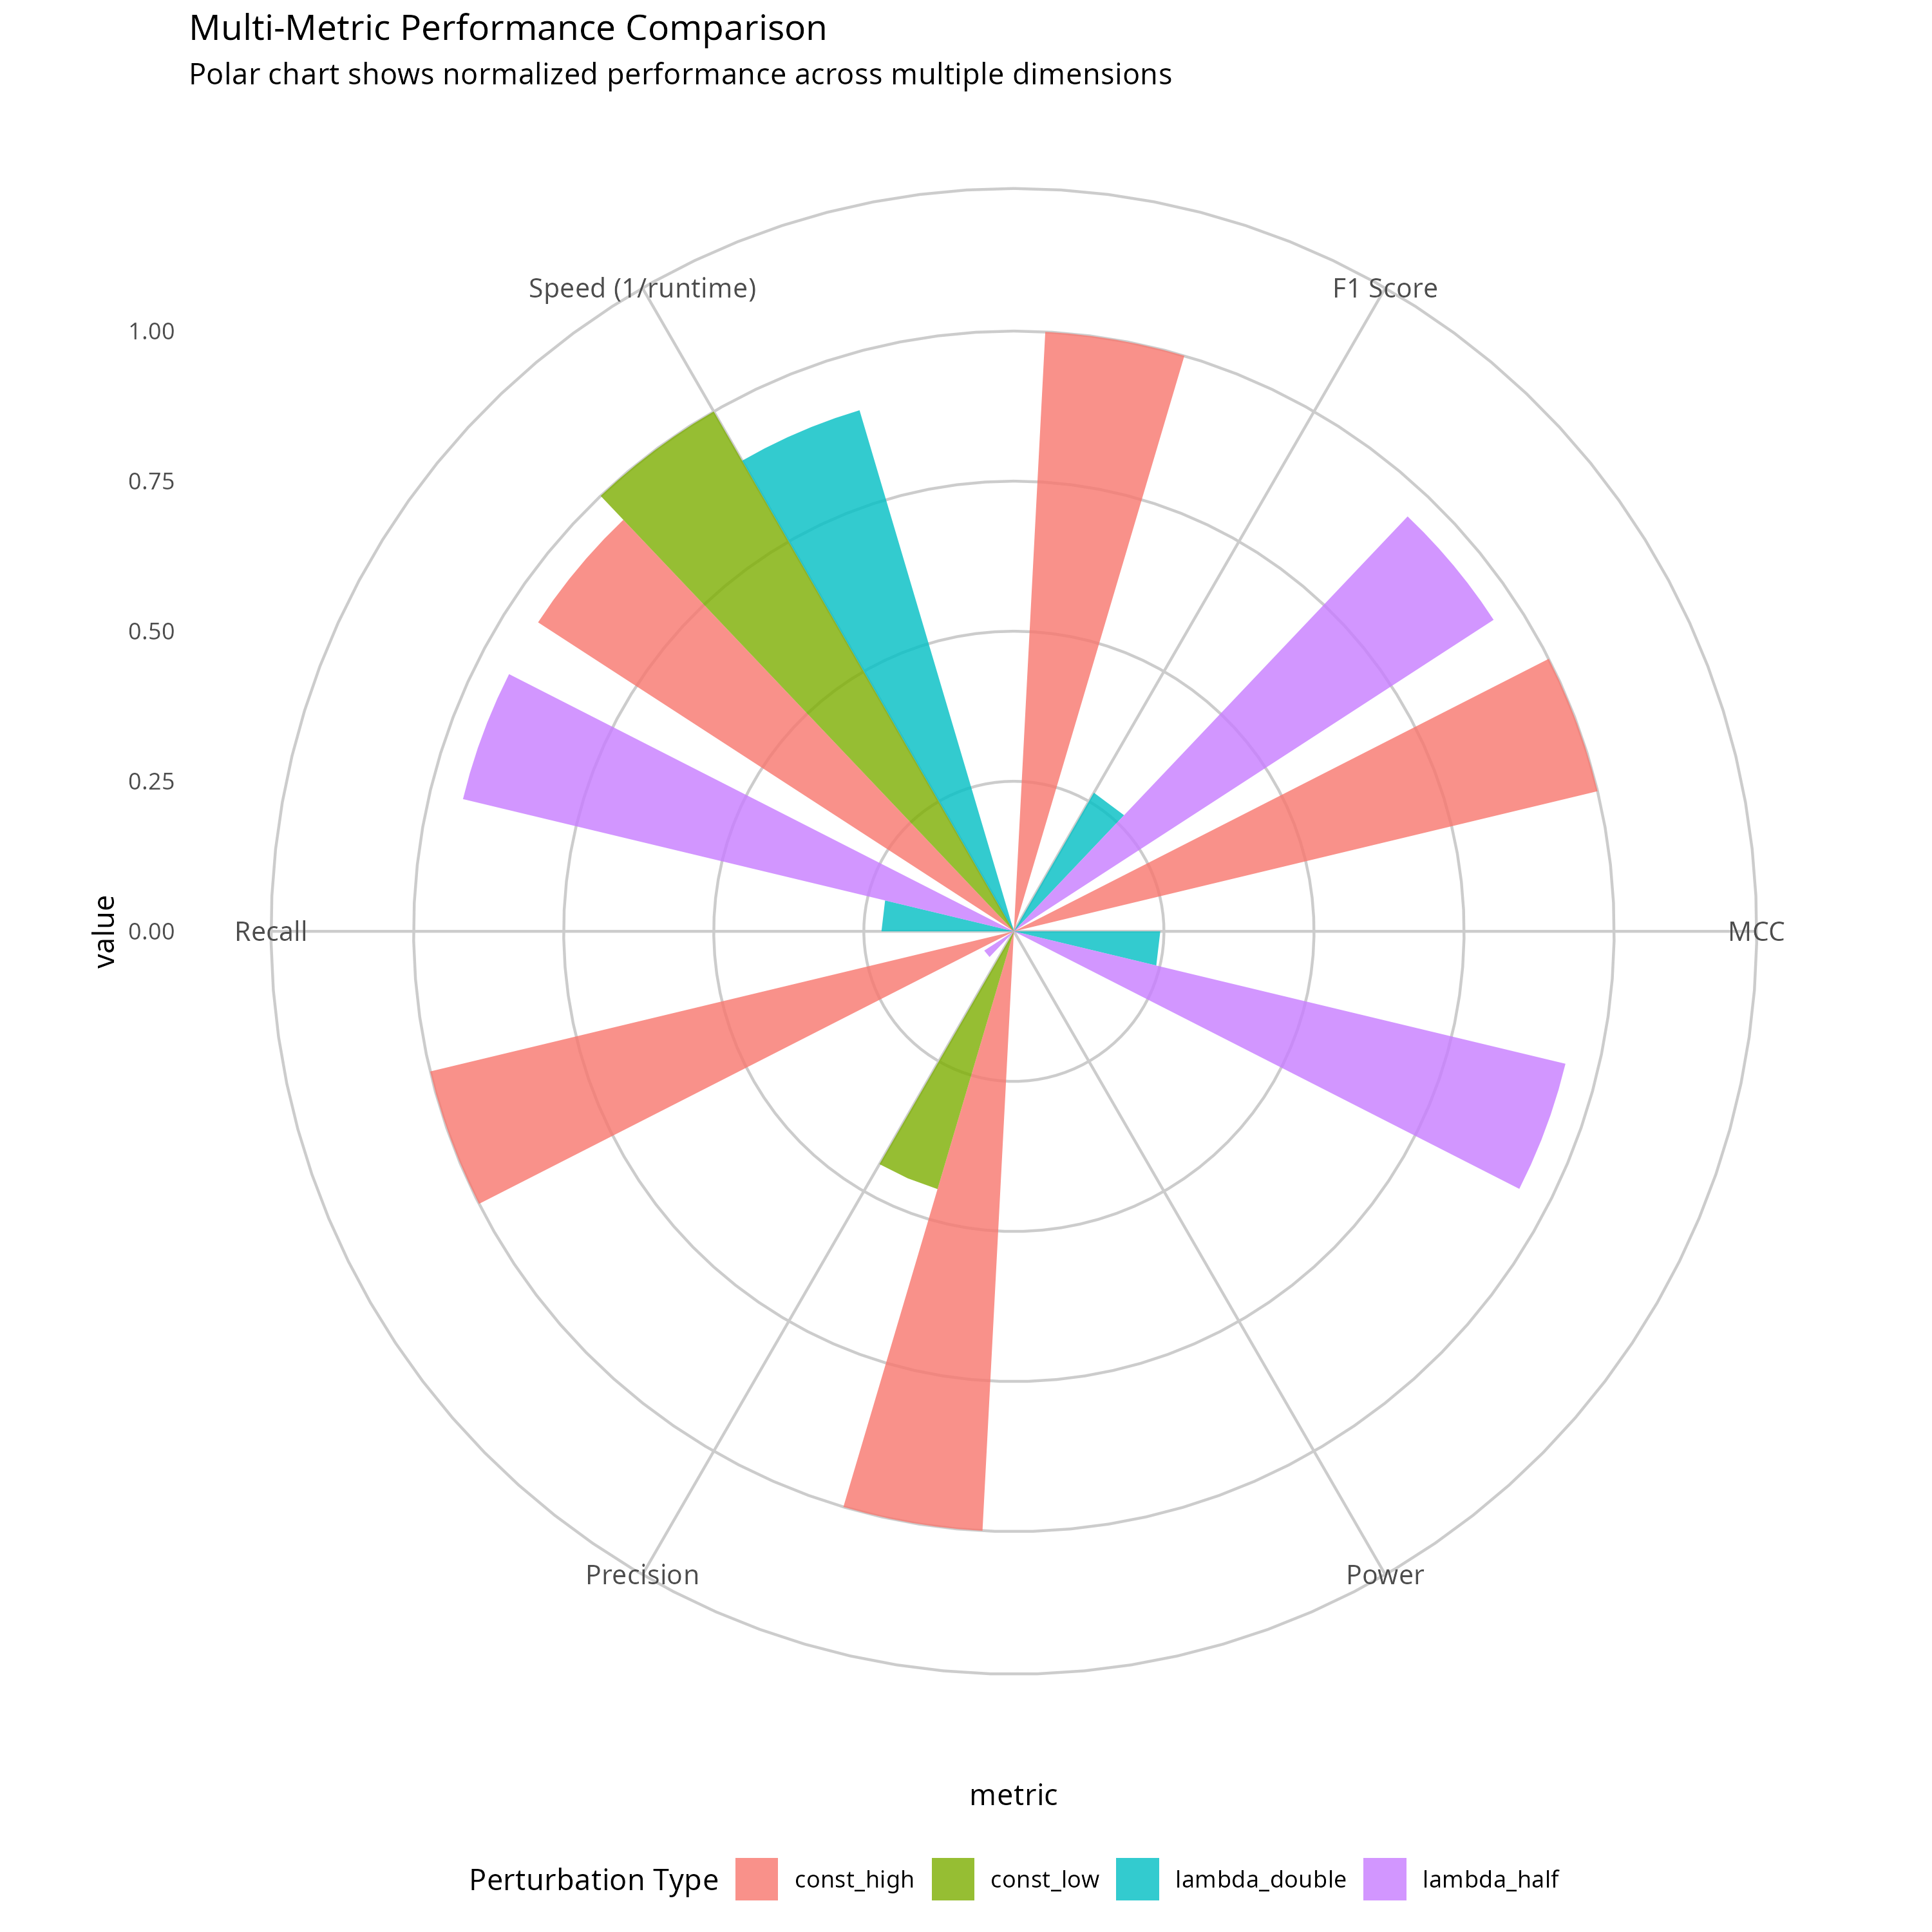 Multi-Metric Performance Comparison
Polar chart shows normalized performance across multiple dimensions
Speed (1/runtime)
F1 Score
1.00
0.75
0.50
0.25
0.00
value
Recall
MCC
Precision
Power
metric
Perturbation Type const_high const_low lambda_double lambda_half